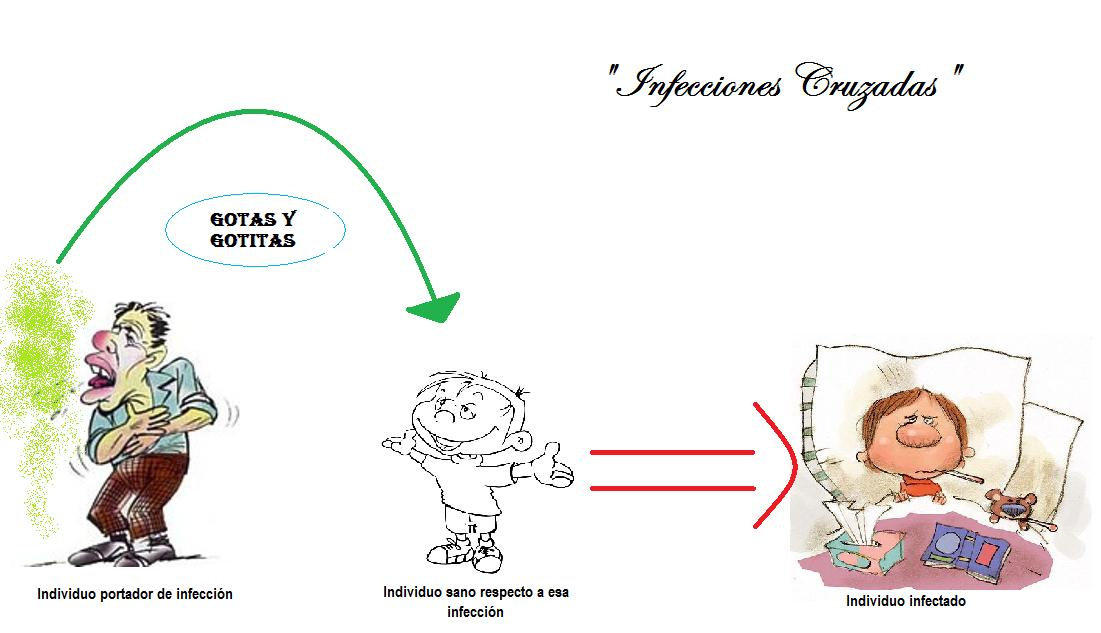 "Infecciones Cruzadas"
GOTAS Y
GOTITAS
Individuo portador de infección
Individuo sano respecto a esa
infección
Individuo infectado